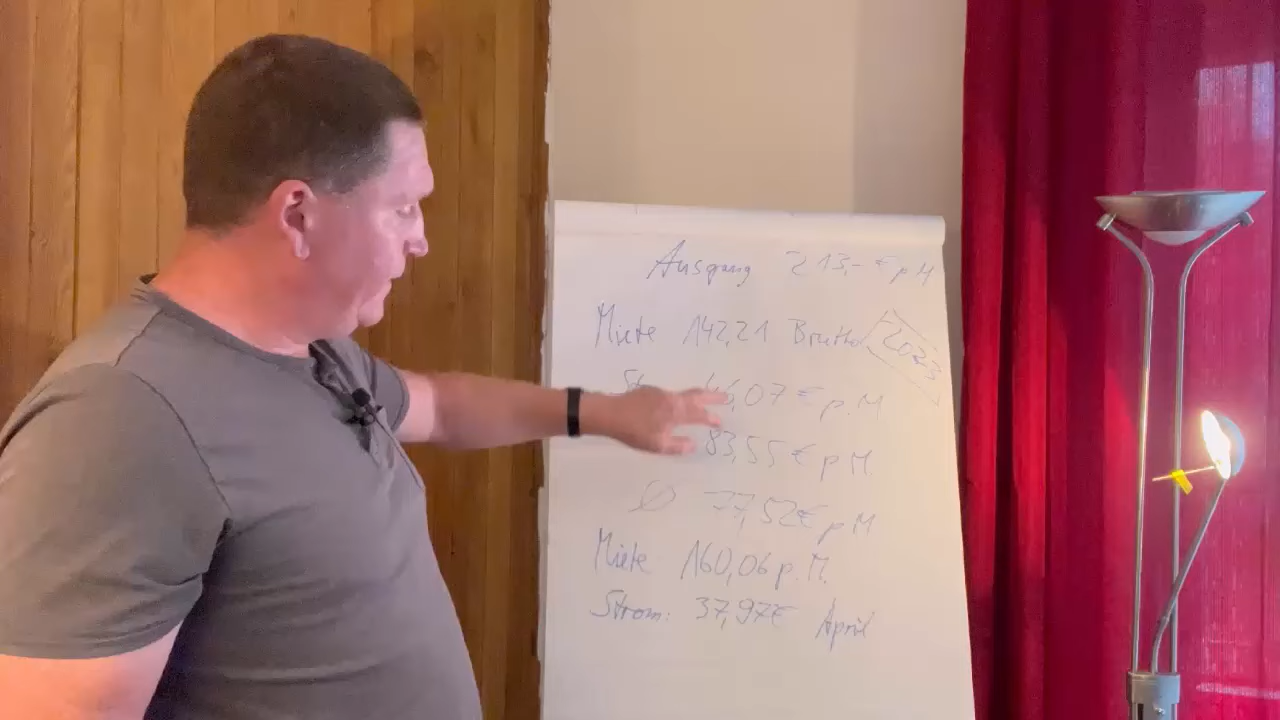 Ausgang 213,- € p M
Miete 142,21 Brutto 2023
46,07 € p. M
83,55 € p M
Ø 77,52€ p M
Miete 160,06 p. M.
Strom: 37,97€ April